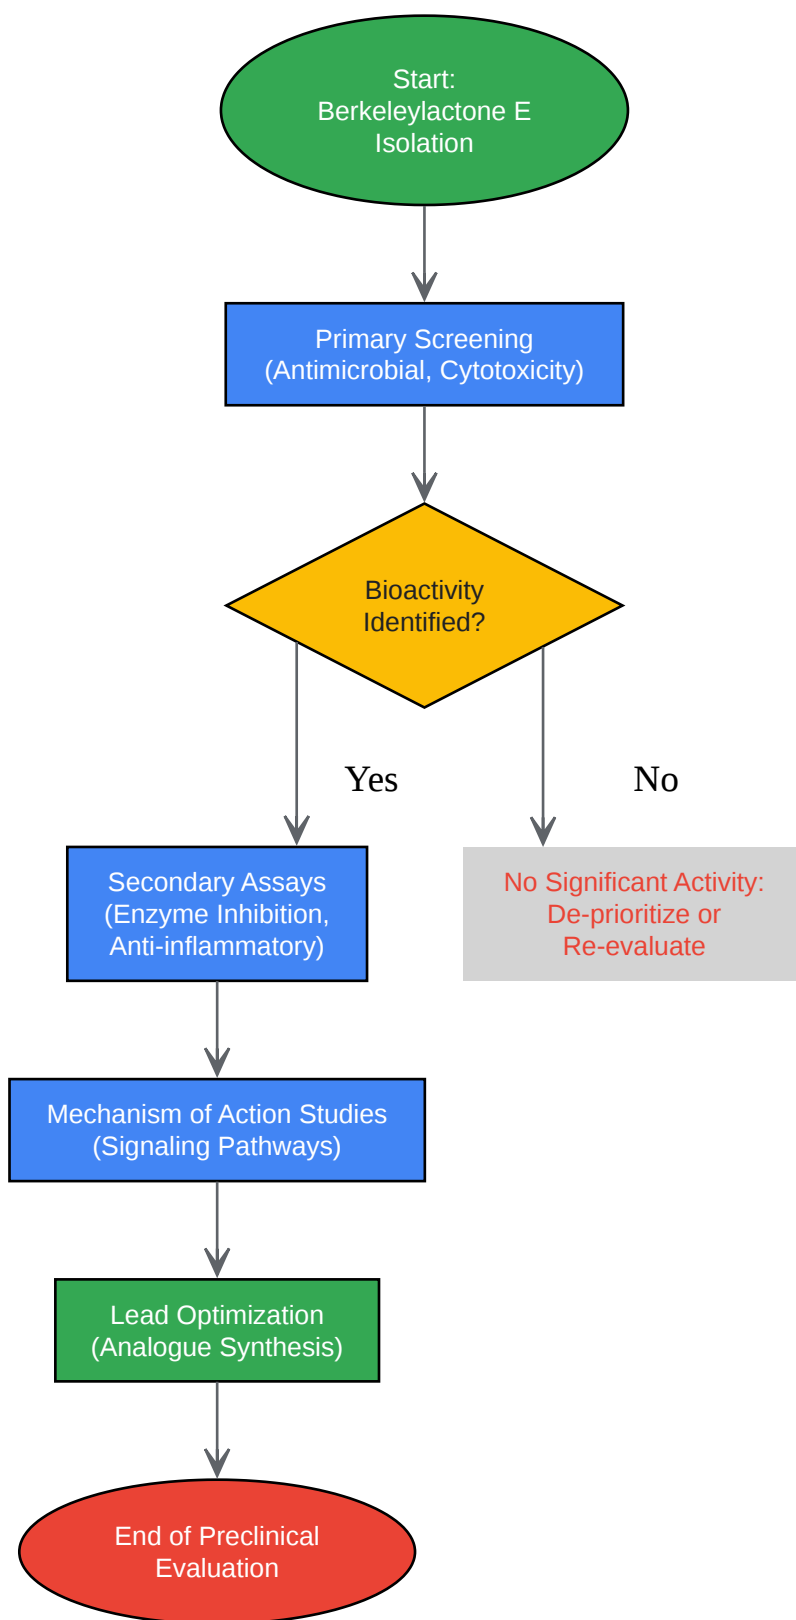 Start:
Berkeleylactone E
Isolation
Primary Screening
(Antimicrobial, Cytotoxicity)
Bioactivity
Identified?
Yes
No
Secondary Assays
(Enzyme Inhibition,
Anti-inflammatory)
No Significant Activity:
De-prioritize or
Re-evaluate
Mechanism of Action Studies
(Signaling Pathways)
Lead Optimization
(Analogue Synthesis)
End of Preclinical
Evaluation